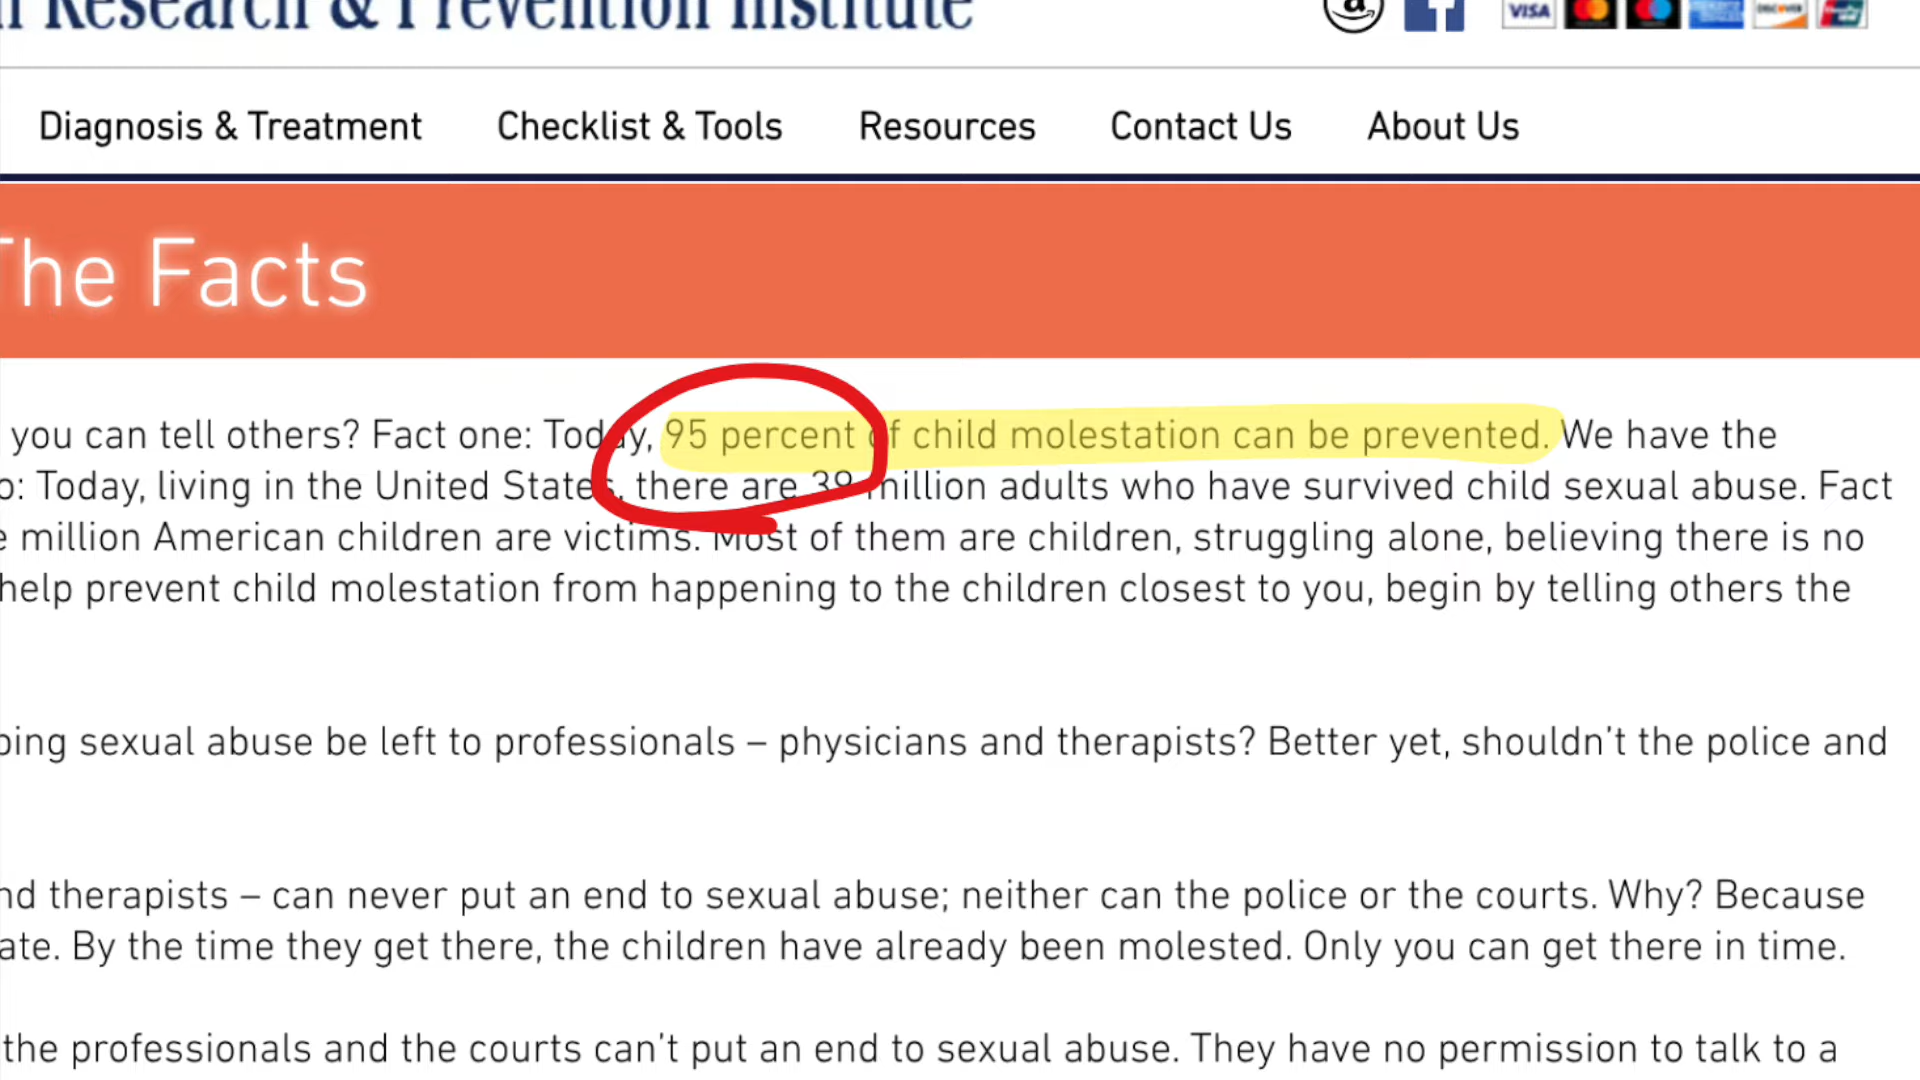 Research & Prevention Institute
a
f
VISA
DISCOVER
Diagnosis & Treatment Checklist & Tools Resources Contact Us About Us
The Facts
you can tell others? Fact one: Today, 95 percent of child molestation can be prevented. We have the
o: Today, living in the United States, there are 39 million adults who have survived child sexual abuse. Fact
million American children are victims. Most of them are children, struggling alone, believing there is no
help prevent child molestation from happening to the children closest to you, begin by telling others the
ping sexual abuse be left to professionals – physicians and therapists? Better yet, shouldn't the police and
nd therapists – can never put an end to sexual abuse; neither can the police or the courts. Why? Because
ate. By the time they get there, the children have already been molested. Only you can get there in time.
the professionals and the courts can't put an end to sexual abuse. They have no permission to talk to a